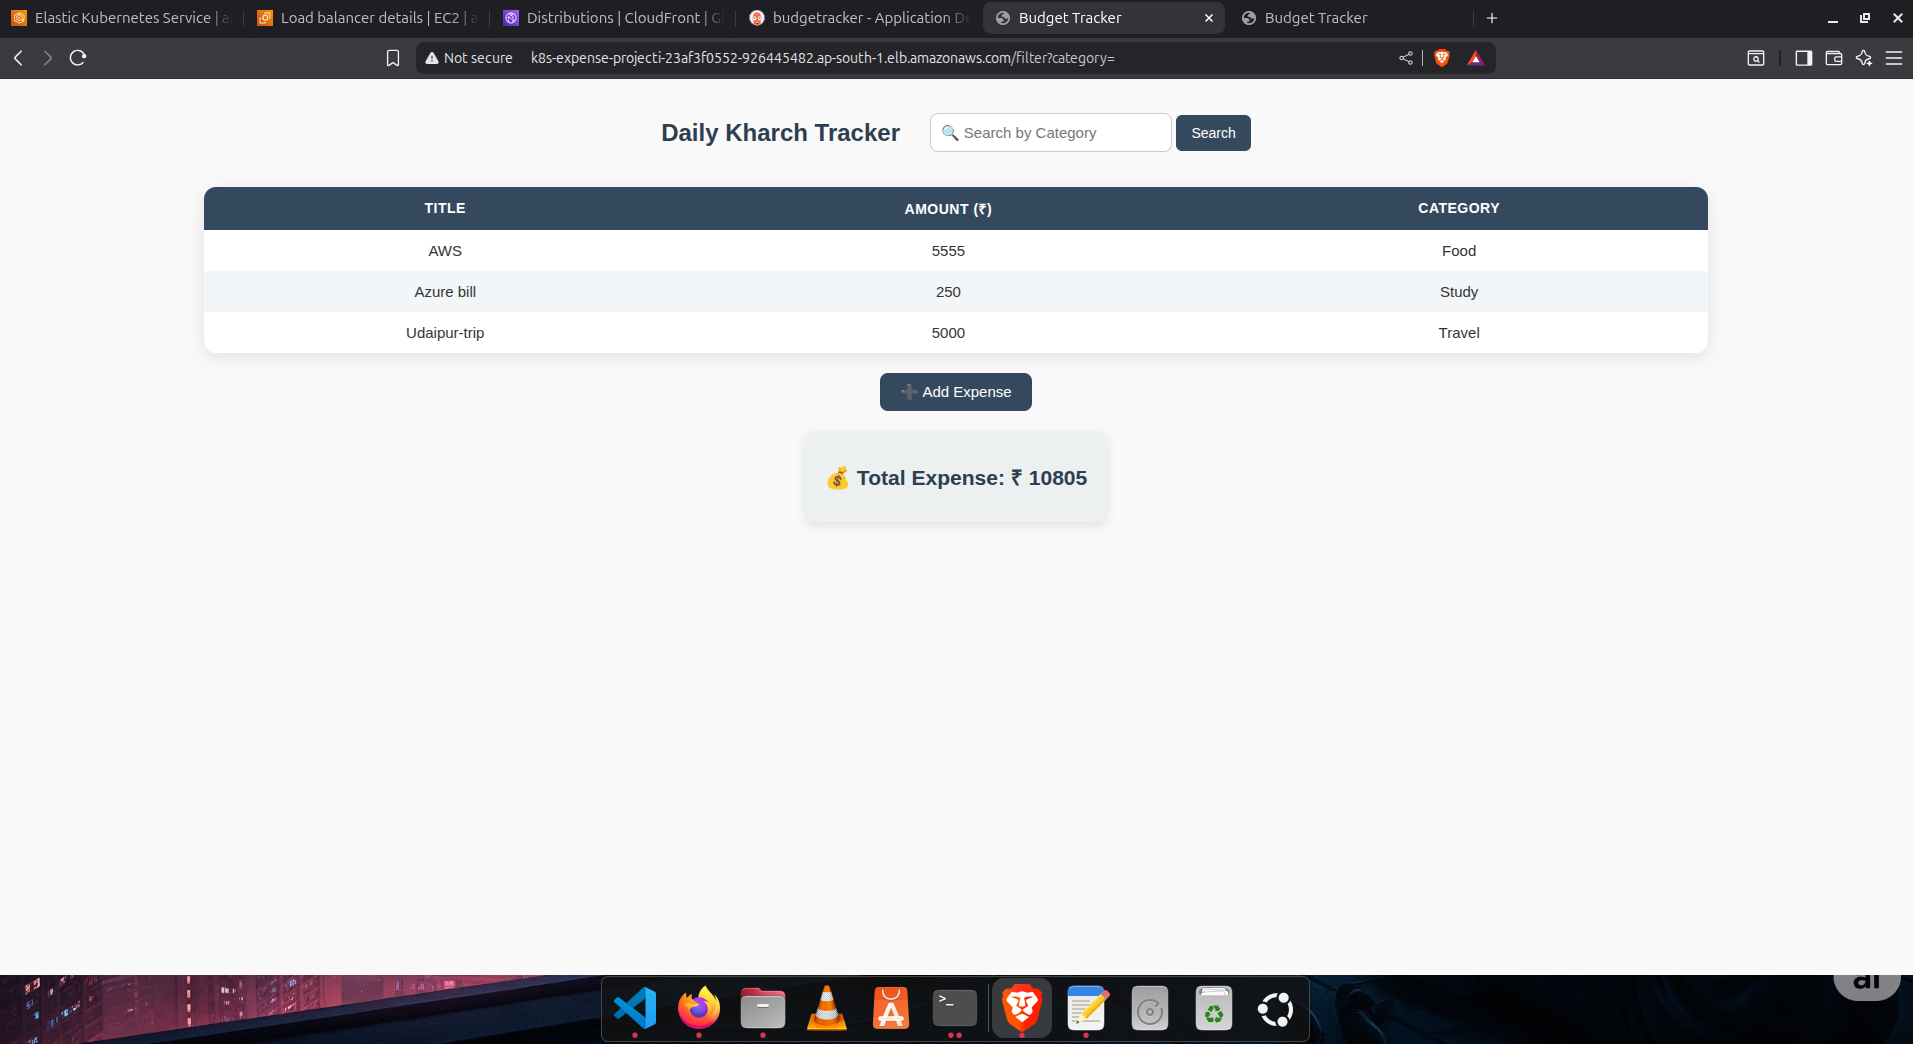 Elastic Kubernetes Service | a
Load balancer details | EC2 | a
Distributions | CloudFront | G
budgetracker - Application De
Budget Tracker
Budget Tracker
Not secure k8s-expense-projecti-23af3f0552-926445482.ap-south-1.elb.amazonaws.com/filter?category=
Daily Kharch Tracker
🔍 Search by Category
Search
TITLE AMOUNT (₹) CATEGORY
AWS 5555 Food
Azure bill 250 Study
Udaipur-trip 5000 Travel
➕ Add Expense
💰 Total Expense: ₹ 10805
ai